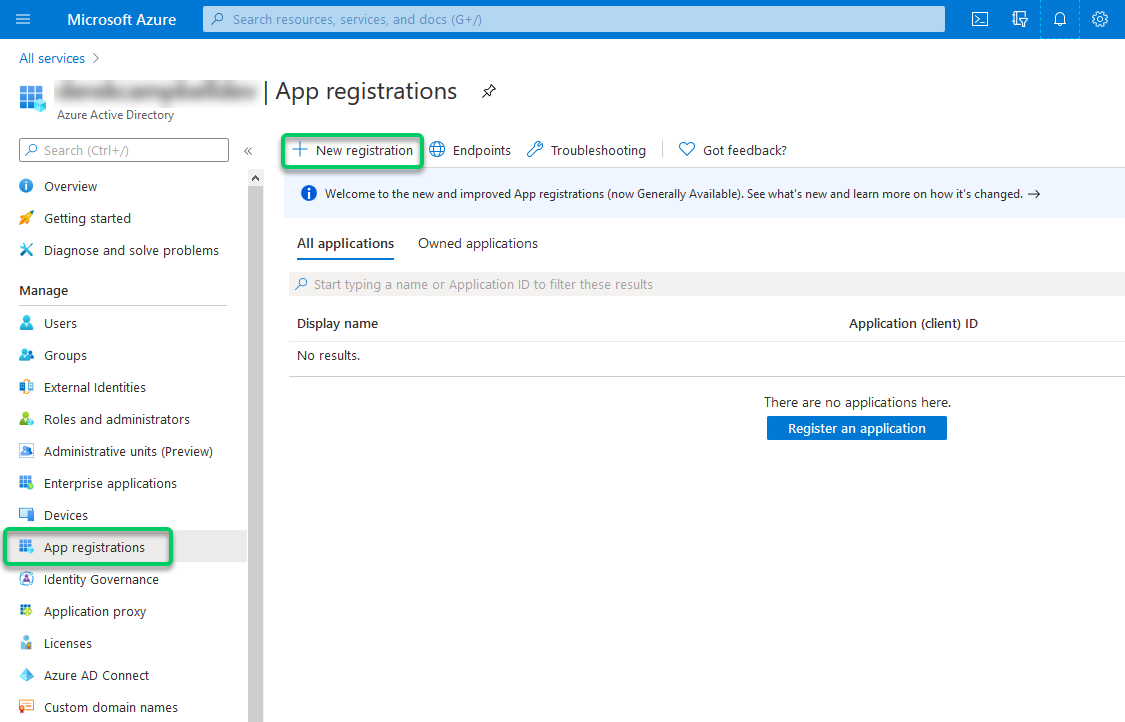 Microsoft Azure
Search resources, services, and docs (G+/)
All services
| App registrations
Azure Active Directory
Search (Ctrl+/)
Overview
Getting started
Diagnose and solve problems
Manage
Users
Groups
External Identities
Roles and administrators
Administrative units (Preview)
Enterprise applications
Devices
App registrations
Identity Governance
Application proxy
Licenses
Azure AD Connect
Custom domain names
New registration
Endpoints
Troubleshooting
Got feedback?
Welcome to the new and improved App registrations (now Generally Available). See what's new and learn more on how it's changed. →
All applications
Owned applications
Start typing a name or Application ID to filter these results
Display name
Application (client) ID
No results.
There are no applications here.
Register an application